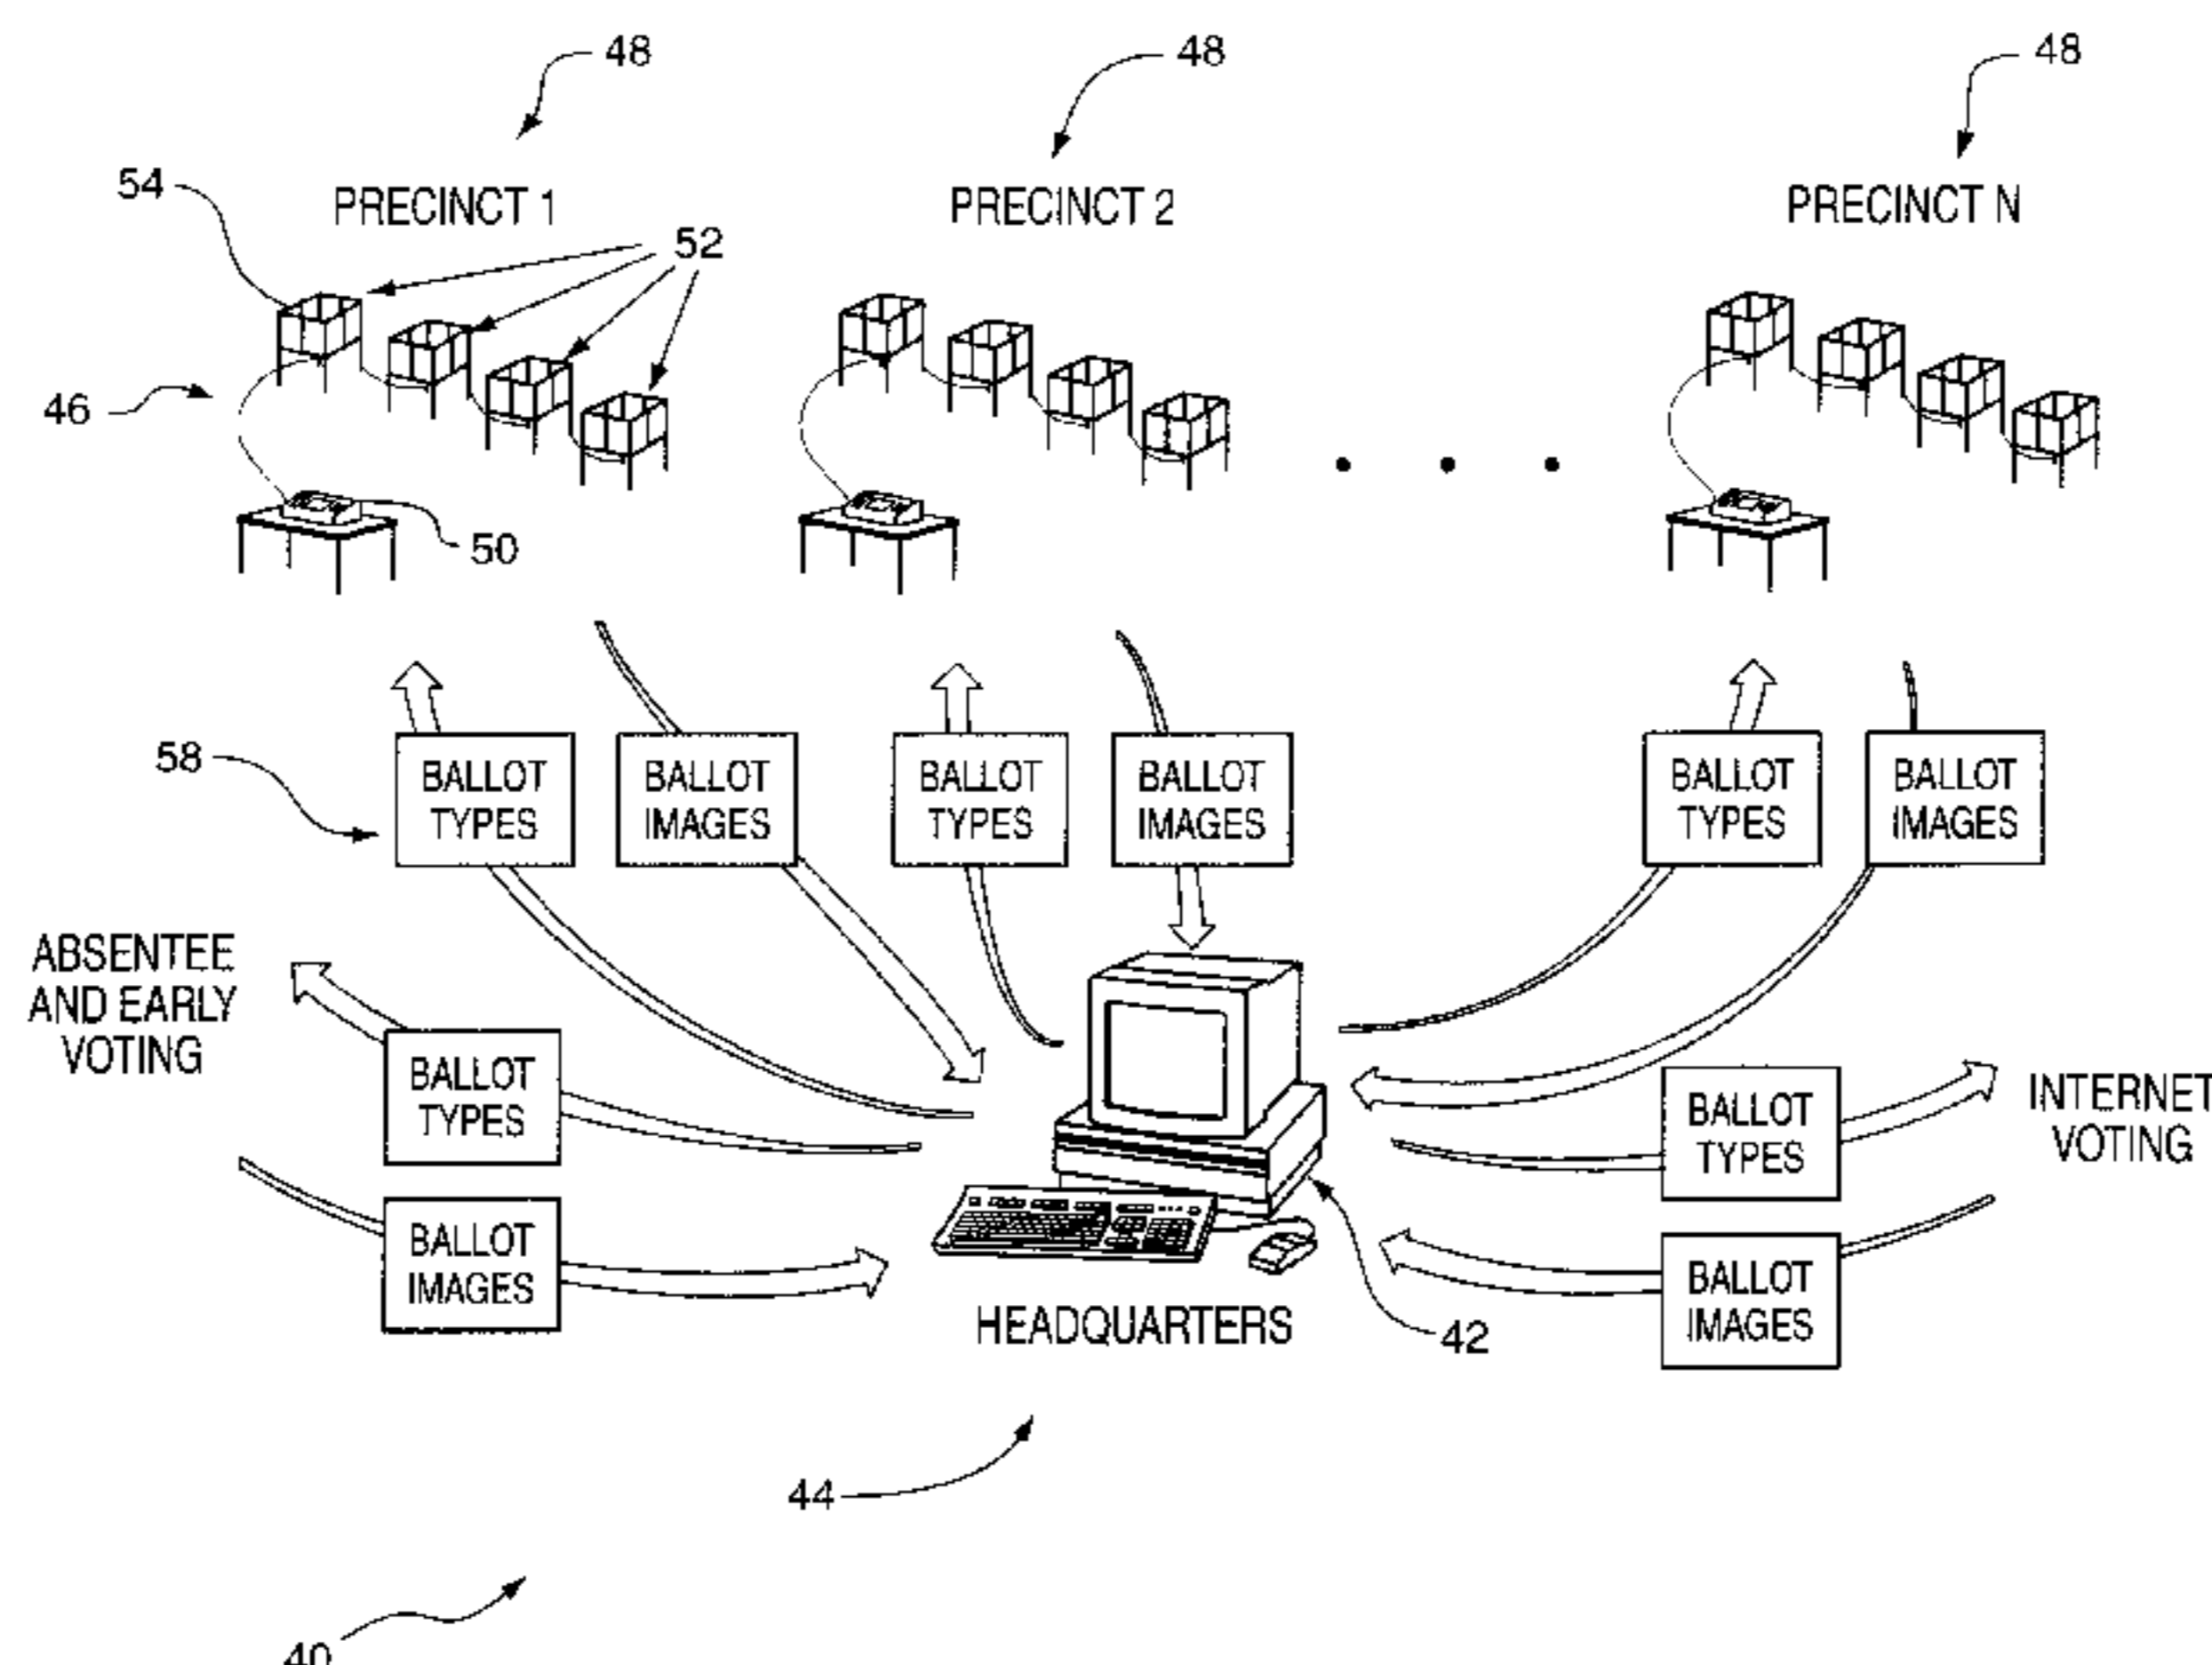 48
48
48
54
PRECINCT 1
PRECINCT 2
PRECINCT N
52
46
50
58
BALLOT
TYPES
BALLOT
IMAGES
BALLOT
TYPES
BALLOT
IMAGES
BALLOT
TYPES
BALLOT
IMAGES
ABSENTEE
AND EARLY
VOTING
BALLOT
TYPES
BALLOT
TYPES
INTERNET
VOTING
BALLOT
IMAGES
BALLOT
IMAGES
HEADQUARTERS
42
44
40